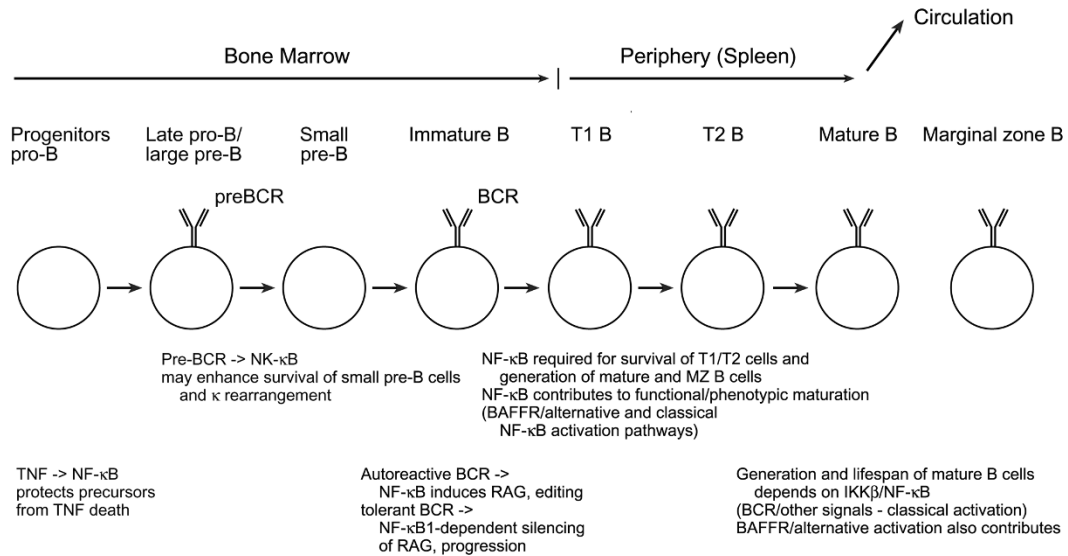 Circulation
Bone Marrow
Periphery (Spleen)
Progenitors
pro-B
Late pro-B/
large pre-B
Small
pre-B
Immature B
T1 B
T2 B
Mature B
Marginal zone B
preBCR
BCR
Pre-BCR -> NK-κB
may enhance survival of small pre-B cells
and κ rearrangement
NF-κB required for survival of T1/T2 cells and
generation of mature and MZ B cells
NF-κB contributes to functional/phenotypic maturation
(BAFFR/alternative and classical
NF-κB activation pathways)
TNF -> NF-κB
protects precursors
from TNF death
Autoreactive BCR ->
NF-κB induces RAG, editing
tolerant BCR ->
NF-κB1-dependent silencing
of RAG, progression
Generation and lifespan of mature B cells
depends on IKKβ/NF-κB
(BCR/other signals - classical activation)
BAFFR/alternative activation also contributes